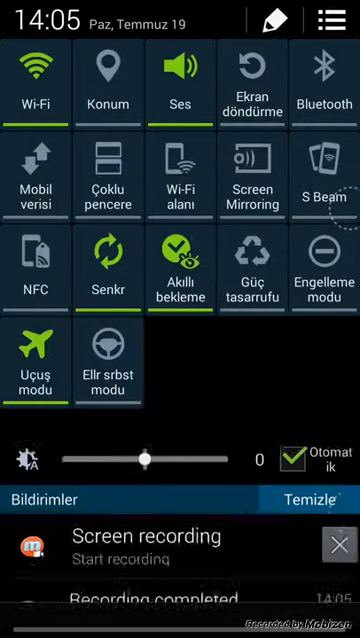 14:05 Paz, Temmuz 19
Wi-Fi
Konum
Ses
Ekran
döndürme
Bluetooth
Mobil
verisi
Çoklu
pencere
Wi-Fi
alanı
Screen
Mirroring
S Beam
NFC
Senkr
Akıllı
bekleme
Güç
tasarrufu
Engelleme
modu
Uçuş
modu
Ellr srbst
modu
0
Otomat
ik
Bildirimler
Temizle
Screen recording
Start recording
Recording completed
14:05
Recorded by Mobizen